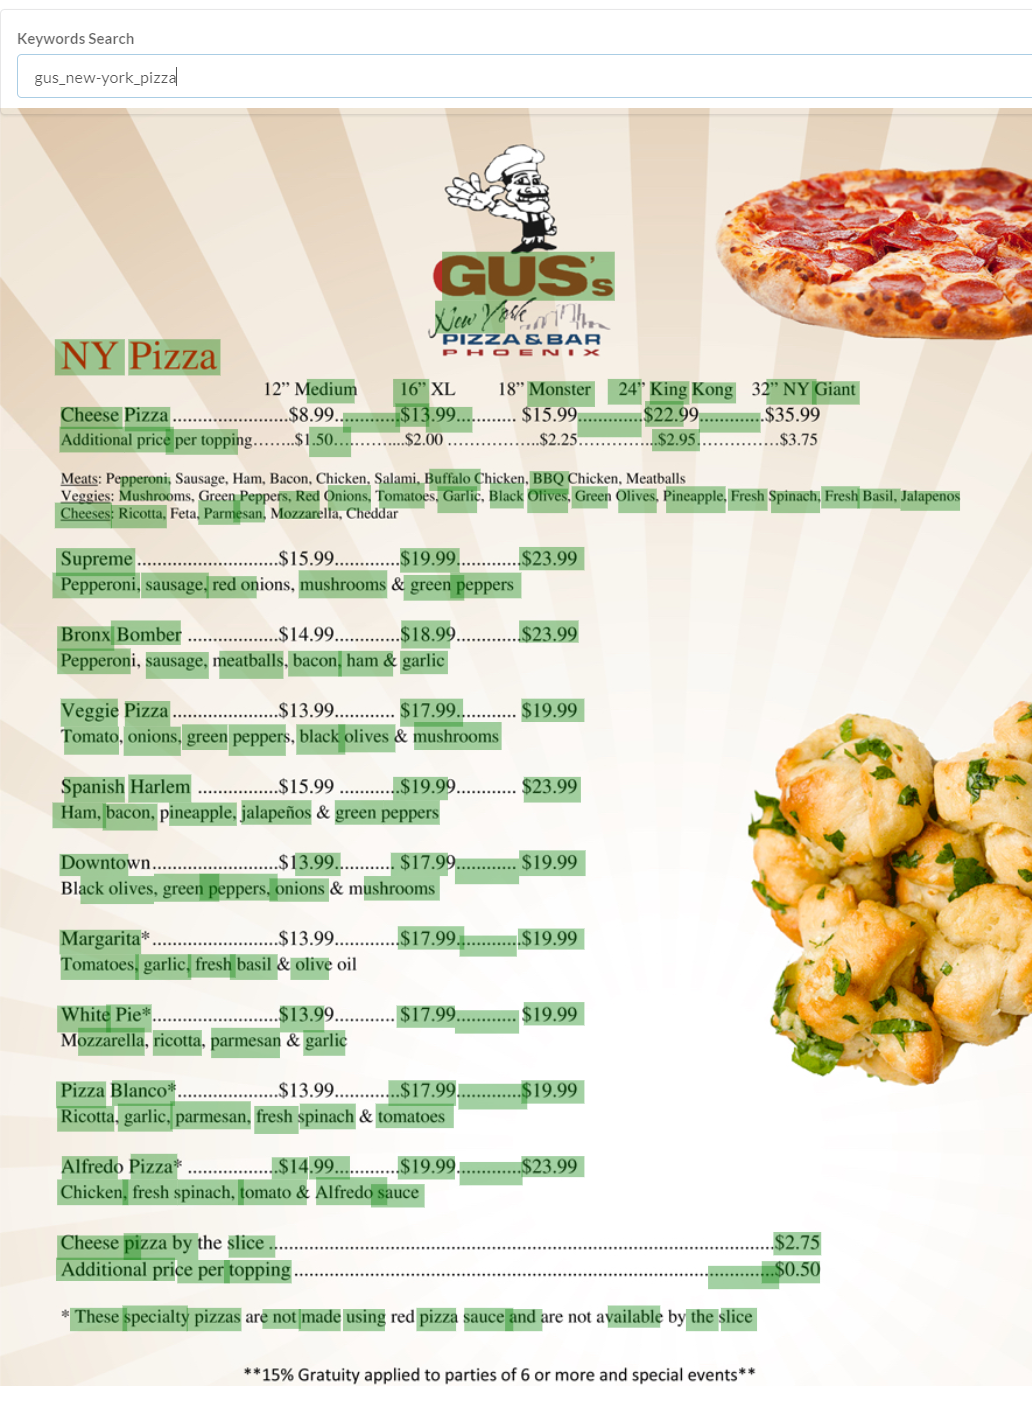 Keywords Search
gus_new-york_pizza
GUS's
New York
PIZZA & BAR
PHOENIX
NY Pizza
12” Medium 16” XL 18” Monster 24” King Kong 32” NY Giant
Cheese Pizza ......................$8.99............$13.99.......... $15.99..............$22.99..............$35.99
Additional price per topping……..$1.50…………..$2.00 ……………….$2.25……………..$2.95……………..$3.75
Meats: Pepperoni, Sausage, Ham, Bacon, Chicken, Salami, Buffalo Chicken, BBQ Chicken, Meatballs
Veggies: Mushrooms, Green Peppers, Red Onions, Tomatoes, Garlic, Black Olives, Green Olives, Pineapple, Fresh Spinach, Fresh Basil, Jalapenos
Cheeses: Ricotta, Feta, Parmesan, Mozzarella, Cheddar
Supreme ............................$15.99.............$19.99.............$23.99
Pepperoni, sausage, red onions, mushrooms & green peppers
Bronx Bomber ..................$14.99.............$18.99.............$23.99
Pepperoni, sausage, meatballs, bacon, ham & garlic
Veggie Pizza .....................$13.99............ $17.99............ $19.99
Tomato, onions, green peppers, black olives & mushrooms
Spanish Harlem ................$15.99 ............$19.99............ $23.99
Ham, bacon, pineapple, jalapeños & green peppers
Downtown.........................$13.99............ $17.99............. $19.99
Black olives, green peppers, onions & mushrooms
Margarita*.........................$13.99.............$17.99.............$19.99
Tomatoes, garlic, fresh basil & olive oil
White Pie*.........................$13.99............ $17.99............. $19.99
Mozzarella, ricotta, parmesan & garlic
Pizza Blanco*....................$13.99.............$17.99.............$19.99
Ricotta, garlic, parmesan, fresh spinach & tomatoes
Alfredo Pizza* ..................$14.99.............$19.99.............$23.99
Chicken, fresh spinach, tomato & Alfredo sauce
Cheese pizza by the slice ....................................................................................................$2.75
Additional price per topping...............................................................................................$0.50
* These specialty pizzas are not made using red pizza sauce and are not available by the slice
**15% Gratuity applied to parties of 6 or more and special events**